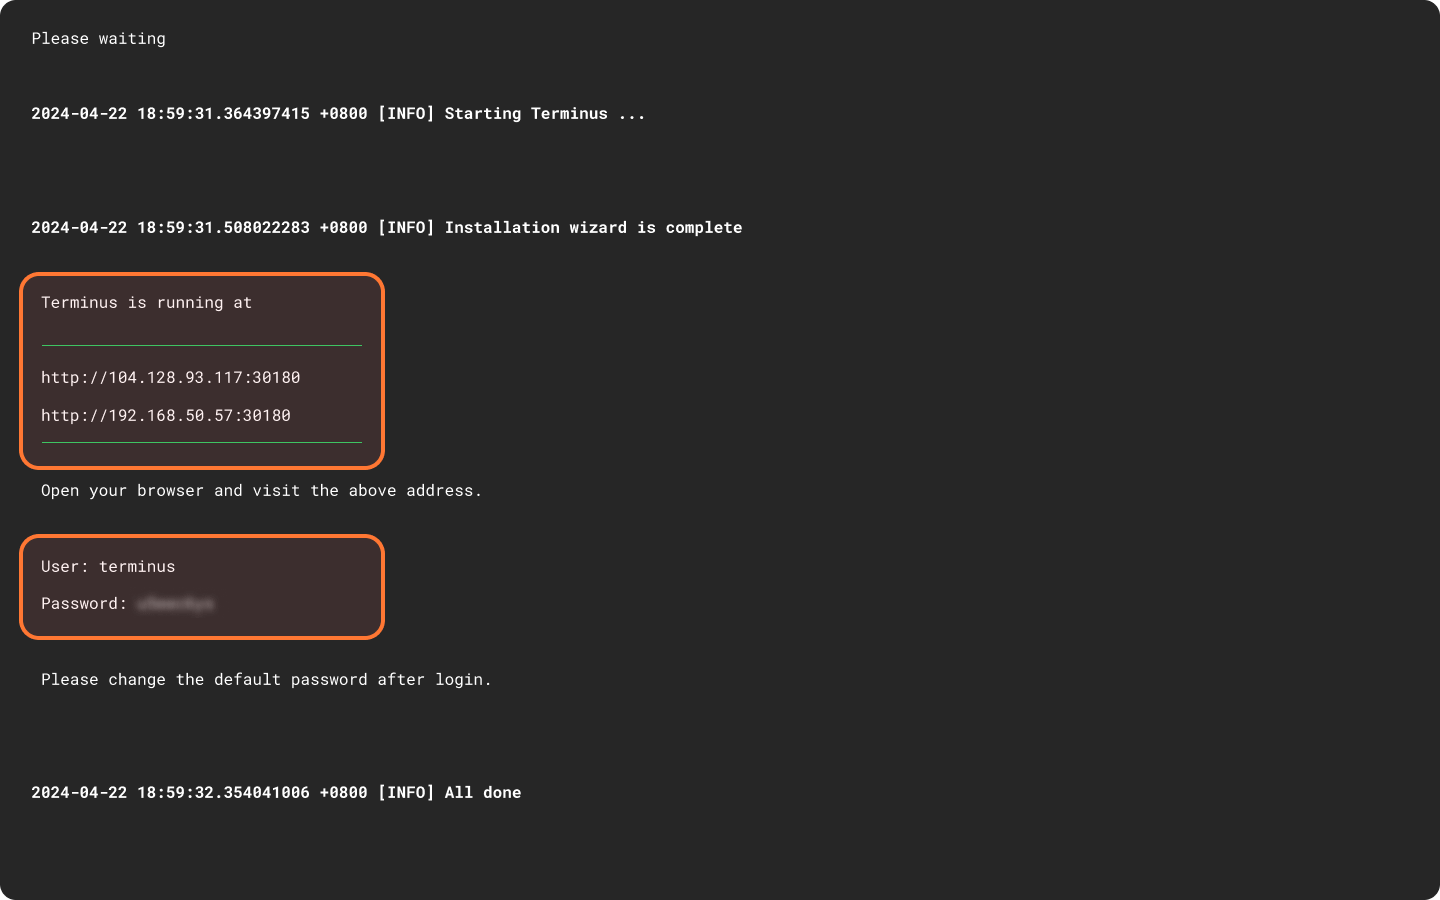 Please waiting
2024-04-22 18:59:31.364397415 +0800 [INFO] Starting Terminus ...
2024-04-22 18:59:31.508022283 +0800 [INFO] Installation wizard is complete
Terminus is running at
http://104.128.93.117:30180
http://192.168.50.57:30180
Open your browser and visit the above address.
User: terminus
Password:
Please change the default password after login.
2024-04-22 18:59:32.354041006 +0800 [INFO] All done